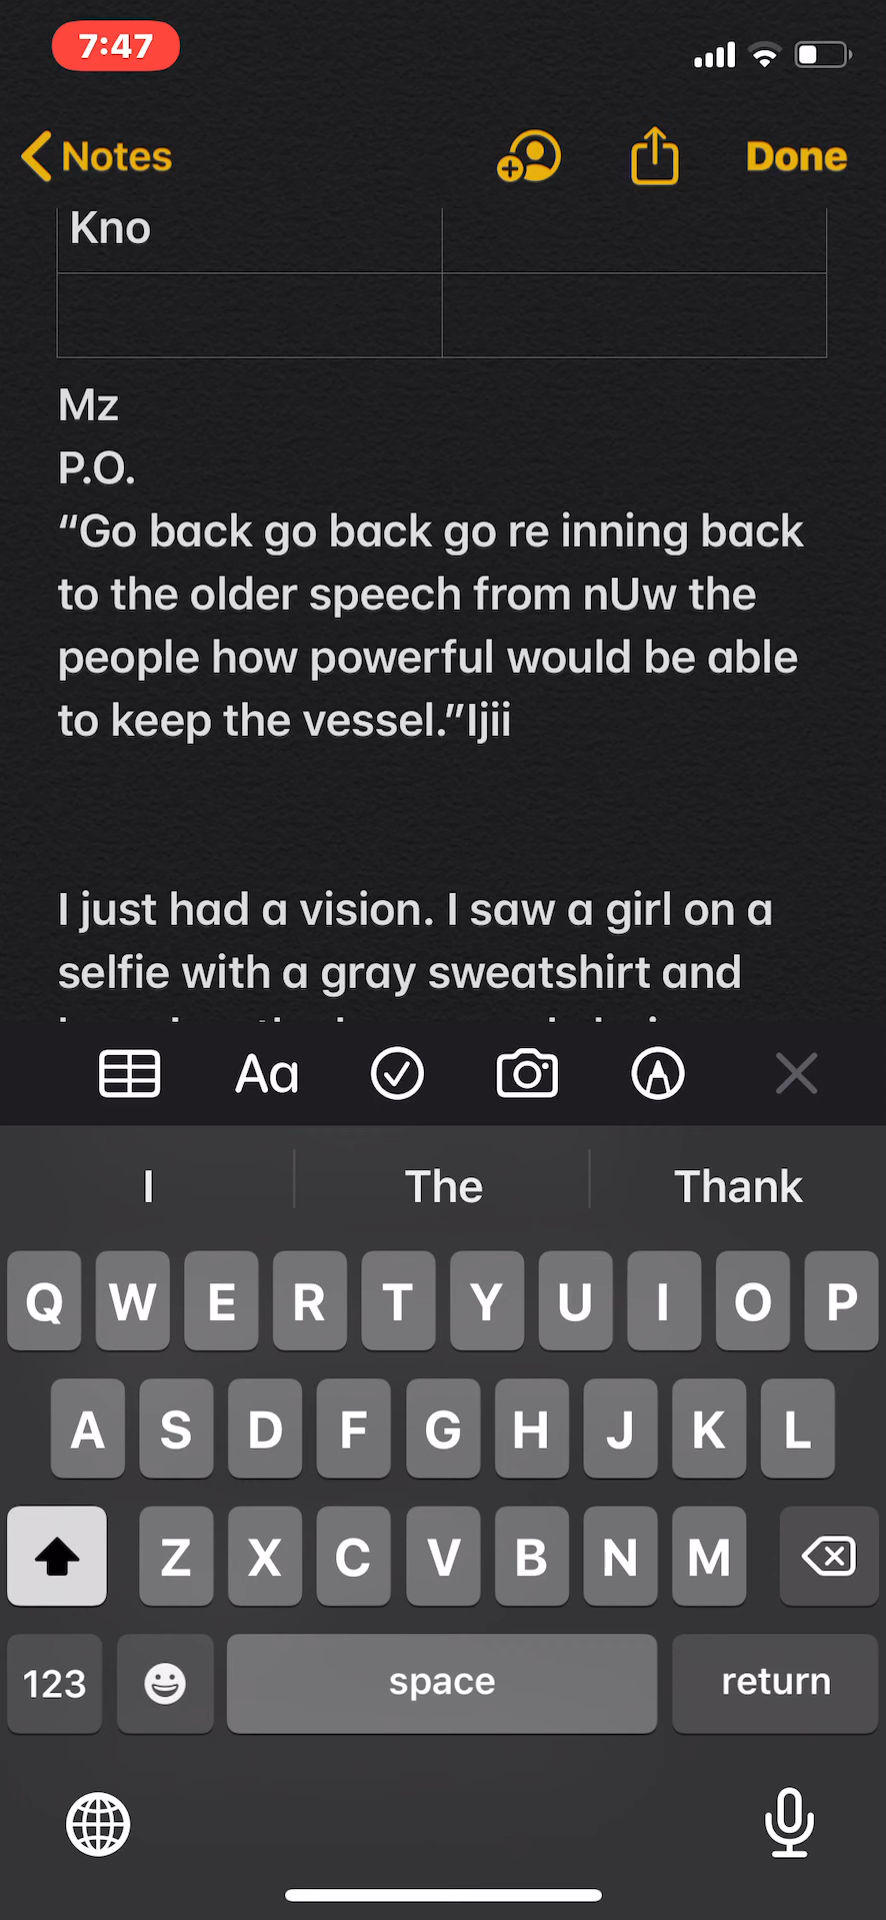 7:47
Notes
Done
Kno
Mz
P.O.
“Go back go back go re inning back
to the older speech from nUw the
people how powerful would be able
to keep the vessel.”Ijii
I just had a vision. I saw a girl on a
selfie with a gray sweatshirt and
Aa
I The Thank
Q W E R T Y U I O P
A S D F G H J K L
Z X C V B N M
123 space return